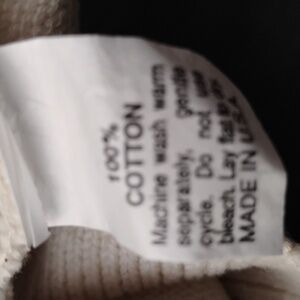 100%
COTTON
Machine wash warm
separately, gentle
cycle. Do not use
bleach. Lay flat to dry.
MADE IN U.S.A.